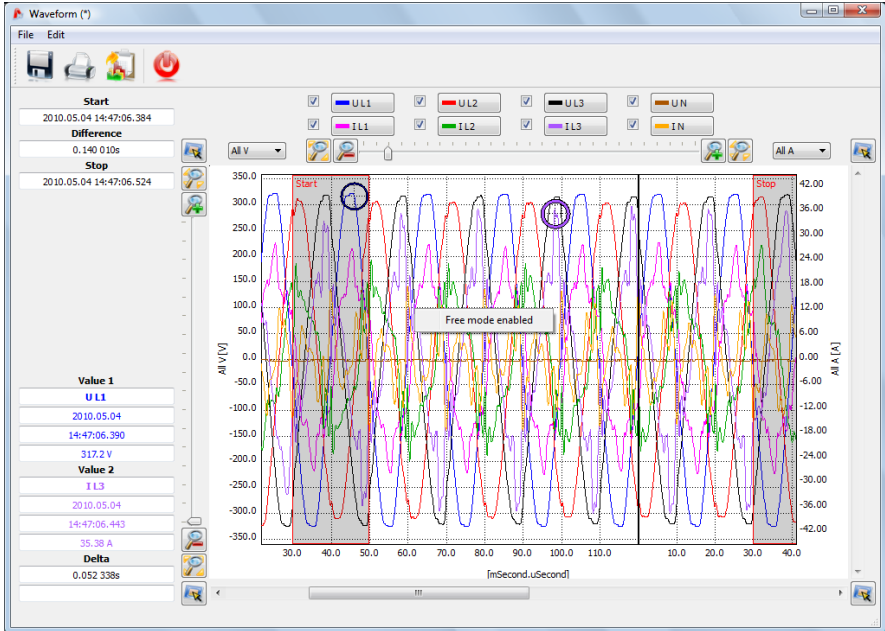 Waveform (*)
File Edit
Start
2010.05.04 14:47:06.384
Difference
0.140 010s
Stop
2010.05.04 14:47:06.524
U L1 U L2 U L3 U N
I L1 I L2 I L3 I N
All V All A
Start Stop
350.0 42.00
300.0 36.00
250.0 30.00
200.0 24.00
150.0 18.00
100.0 12.00
Free mode enabled
50.0 6.00
0.0 0.00
All V [V] All A [A]
-50.0 -6.00
-100.0 -12.00
-150.0 -18.00
-200.0 -24.00
-250.0 -30.00
-300.0 -36.00
-350.0 -42.00
30.0 40.0 50.0 60.0 70.0 80.0 90.0 100.0 110.0 10.0 20.0 30.0 40.0
[mSecond.uSecond]
Value 1
U L1
2010.05.04
14:47:06.390
317.2 V
Value 2
I L3
2010.05.04
14:47:06.443
35.38 A
Delta
0.052 338s